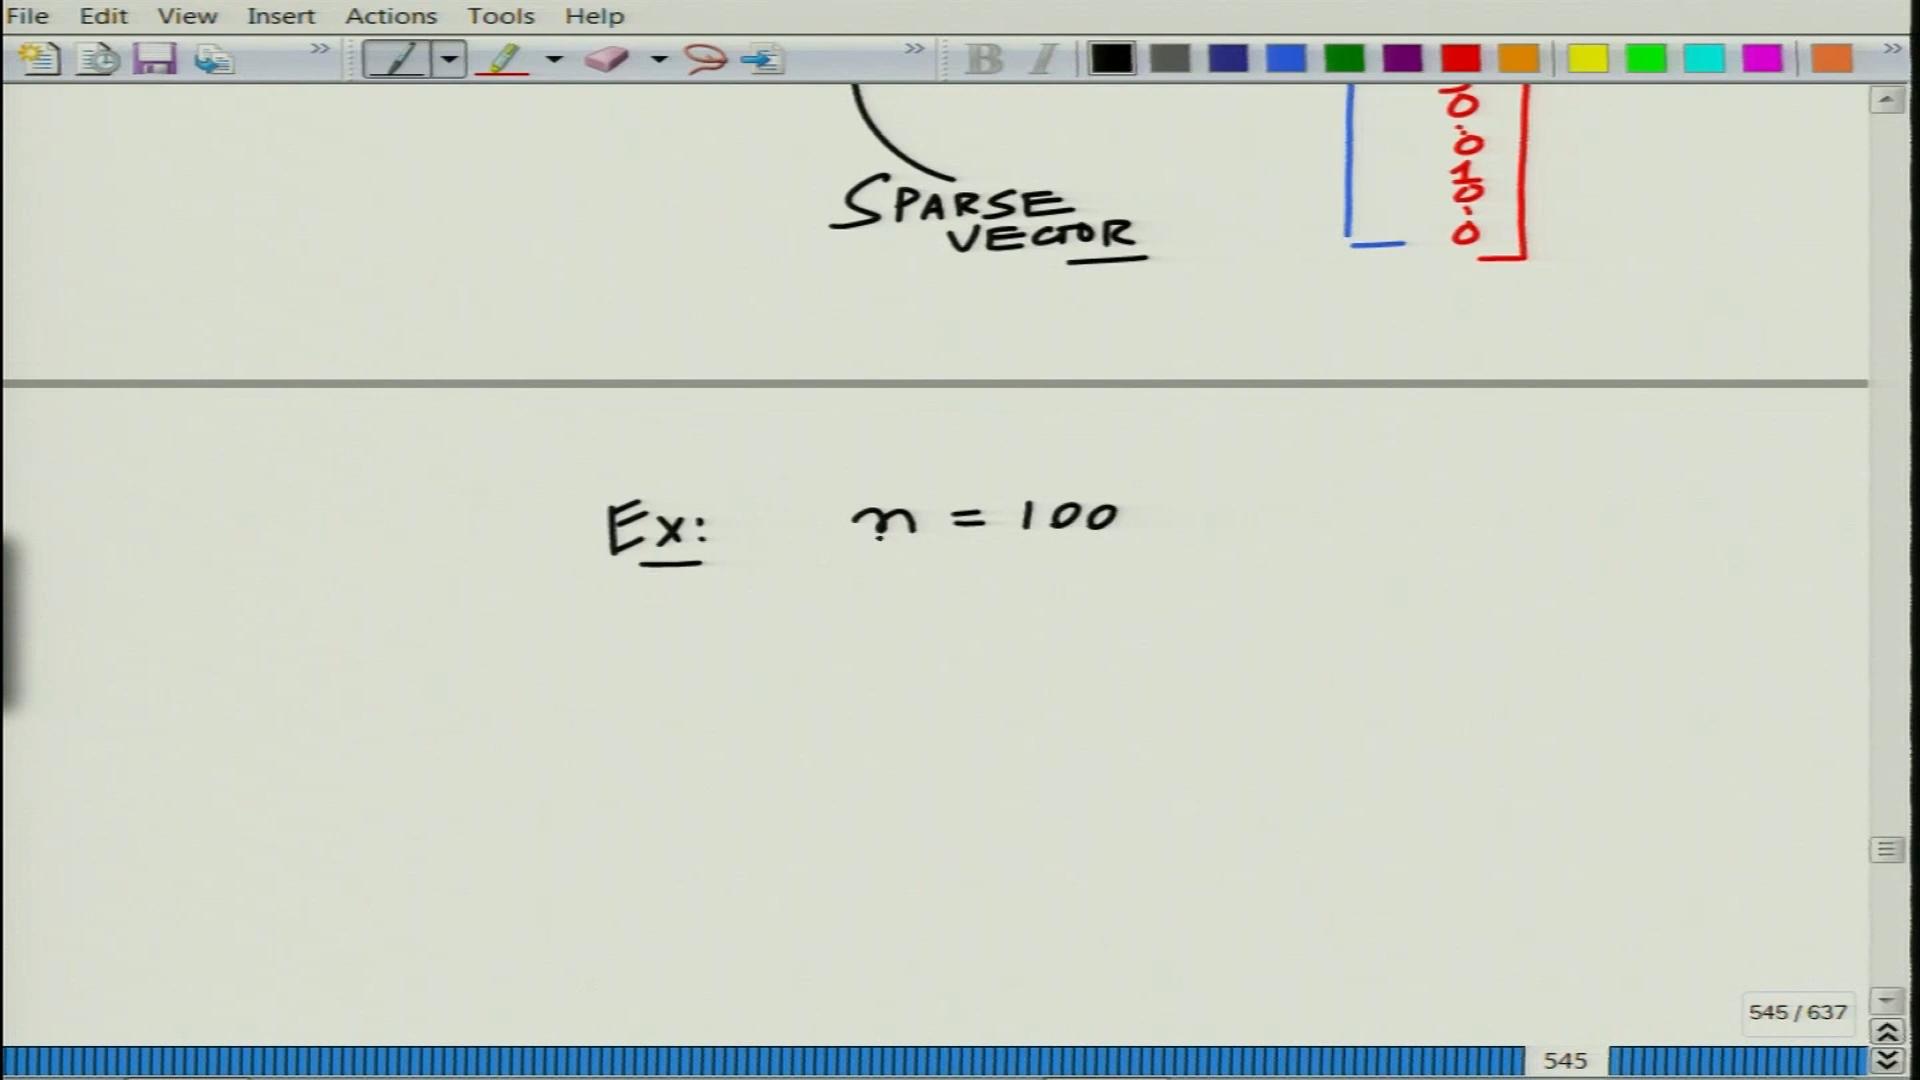 File Edit View Insert Actions Tools Help
B I
SPARSE
VECTOR
0
:
0
1
0
:
0
Ex: n = 100
545 / 637
545